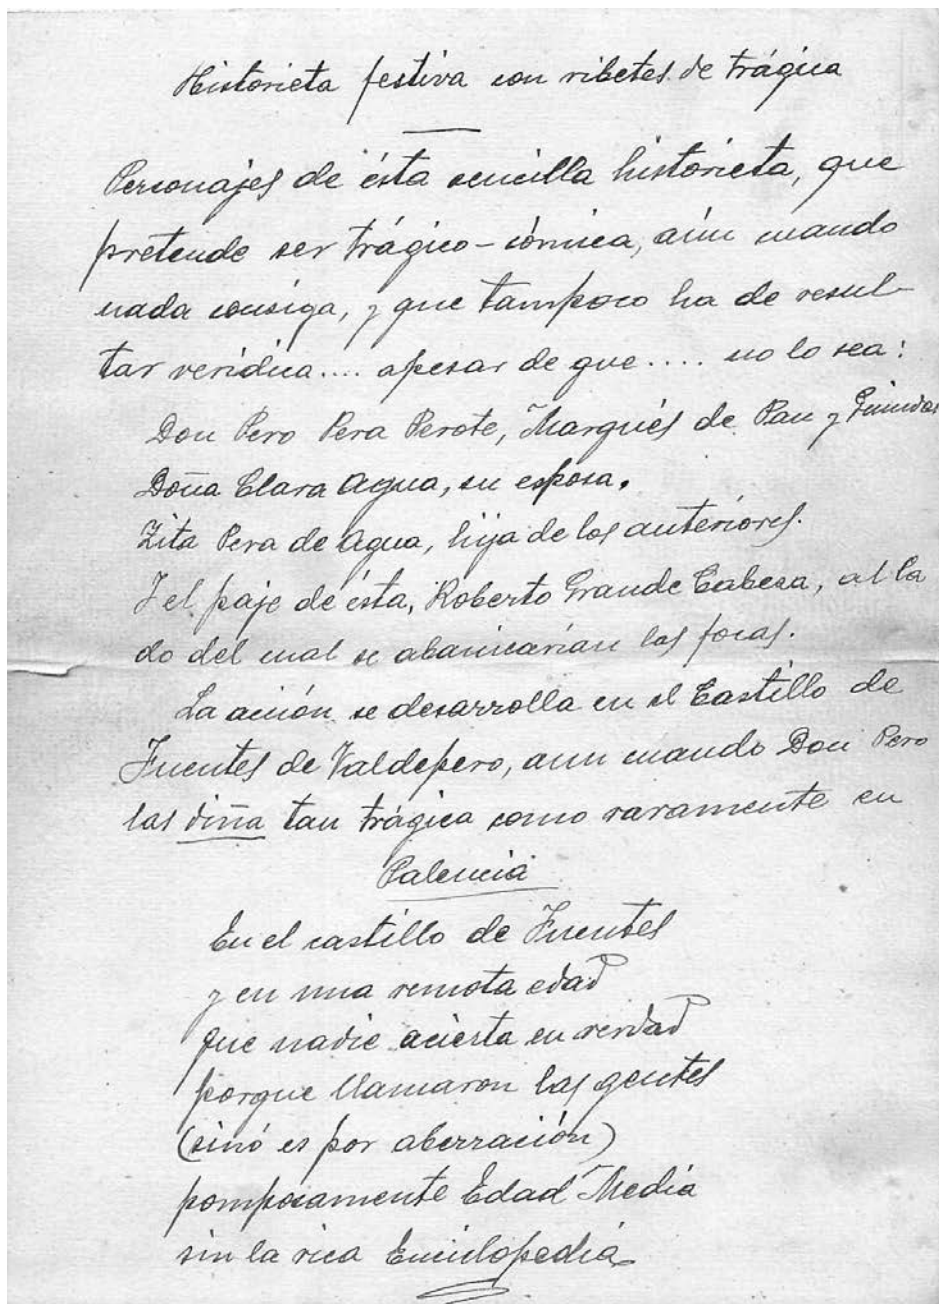 Historieta festiva con ribetes de trágica
Personajes de ésta sencilla historieta, que
pretende ser trágico-cómica, aún cuando
nada consiga, y que tampoco ha de resul-
tar verídica.... apesar de que.... no lo sea:
Don Pero Pera Perote, Marqués de Pan y Guindas
Doña Clara Agua, su esposa.
Zita Pera de Agua, hija de los anteriores.
Y el paje de ésta, Roberto Grande Cabeza, al la
do del cual se abanicarían las focas.
La ación se desarrolla en el Castillo de
Fuentes de Valdepero, aun cuando Don Pero
las diña tan trágica como raramente en
Palencia
En el castillo de Fuentes
y en una remota edad
que nadie acierta en verdad
porque llamaron las gentes
(sinó es por aberración)
pomposamente Edad Media
sin la rica Enciclopedia